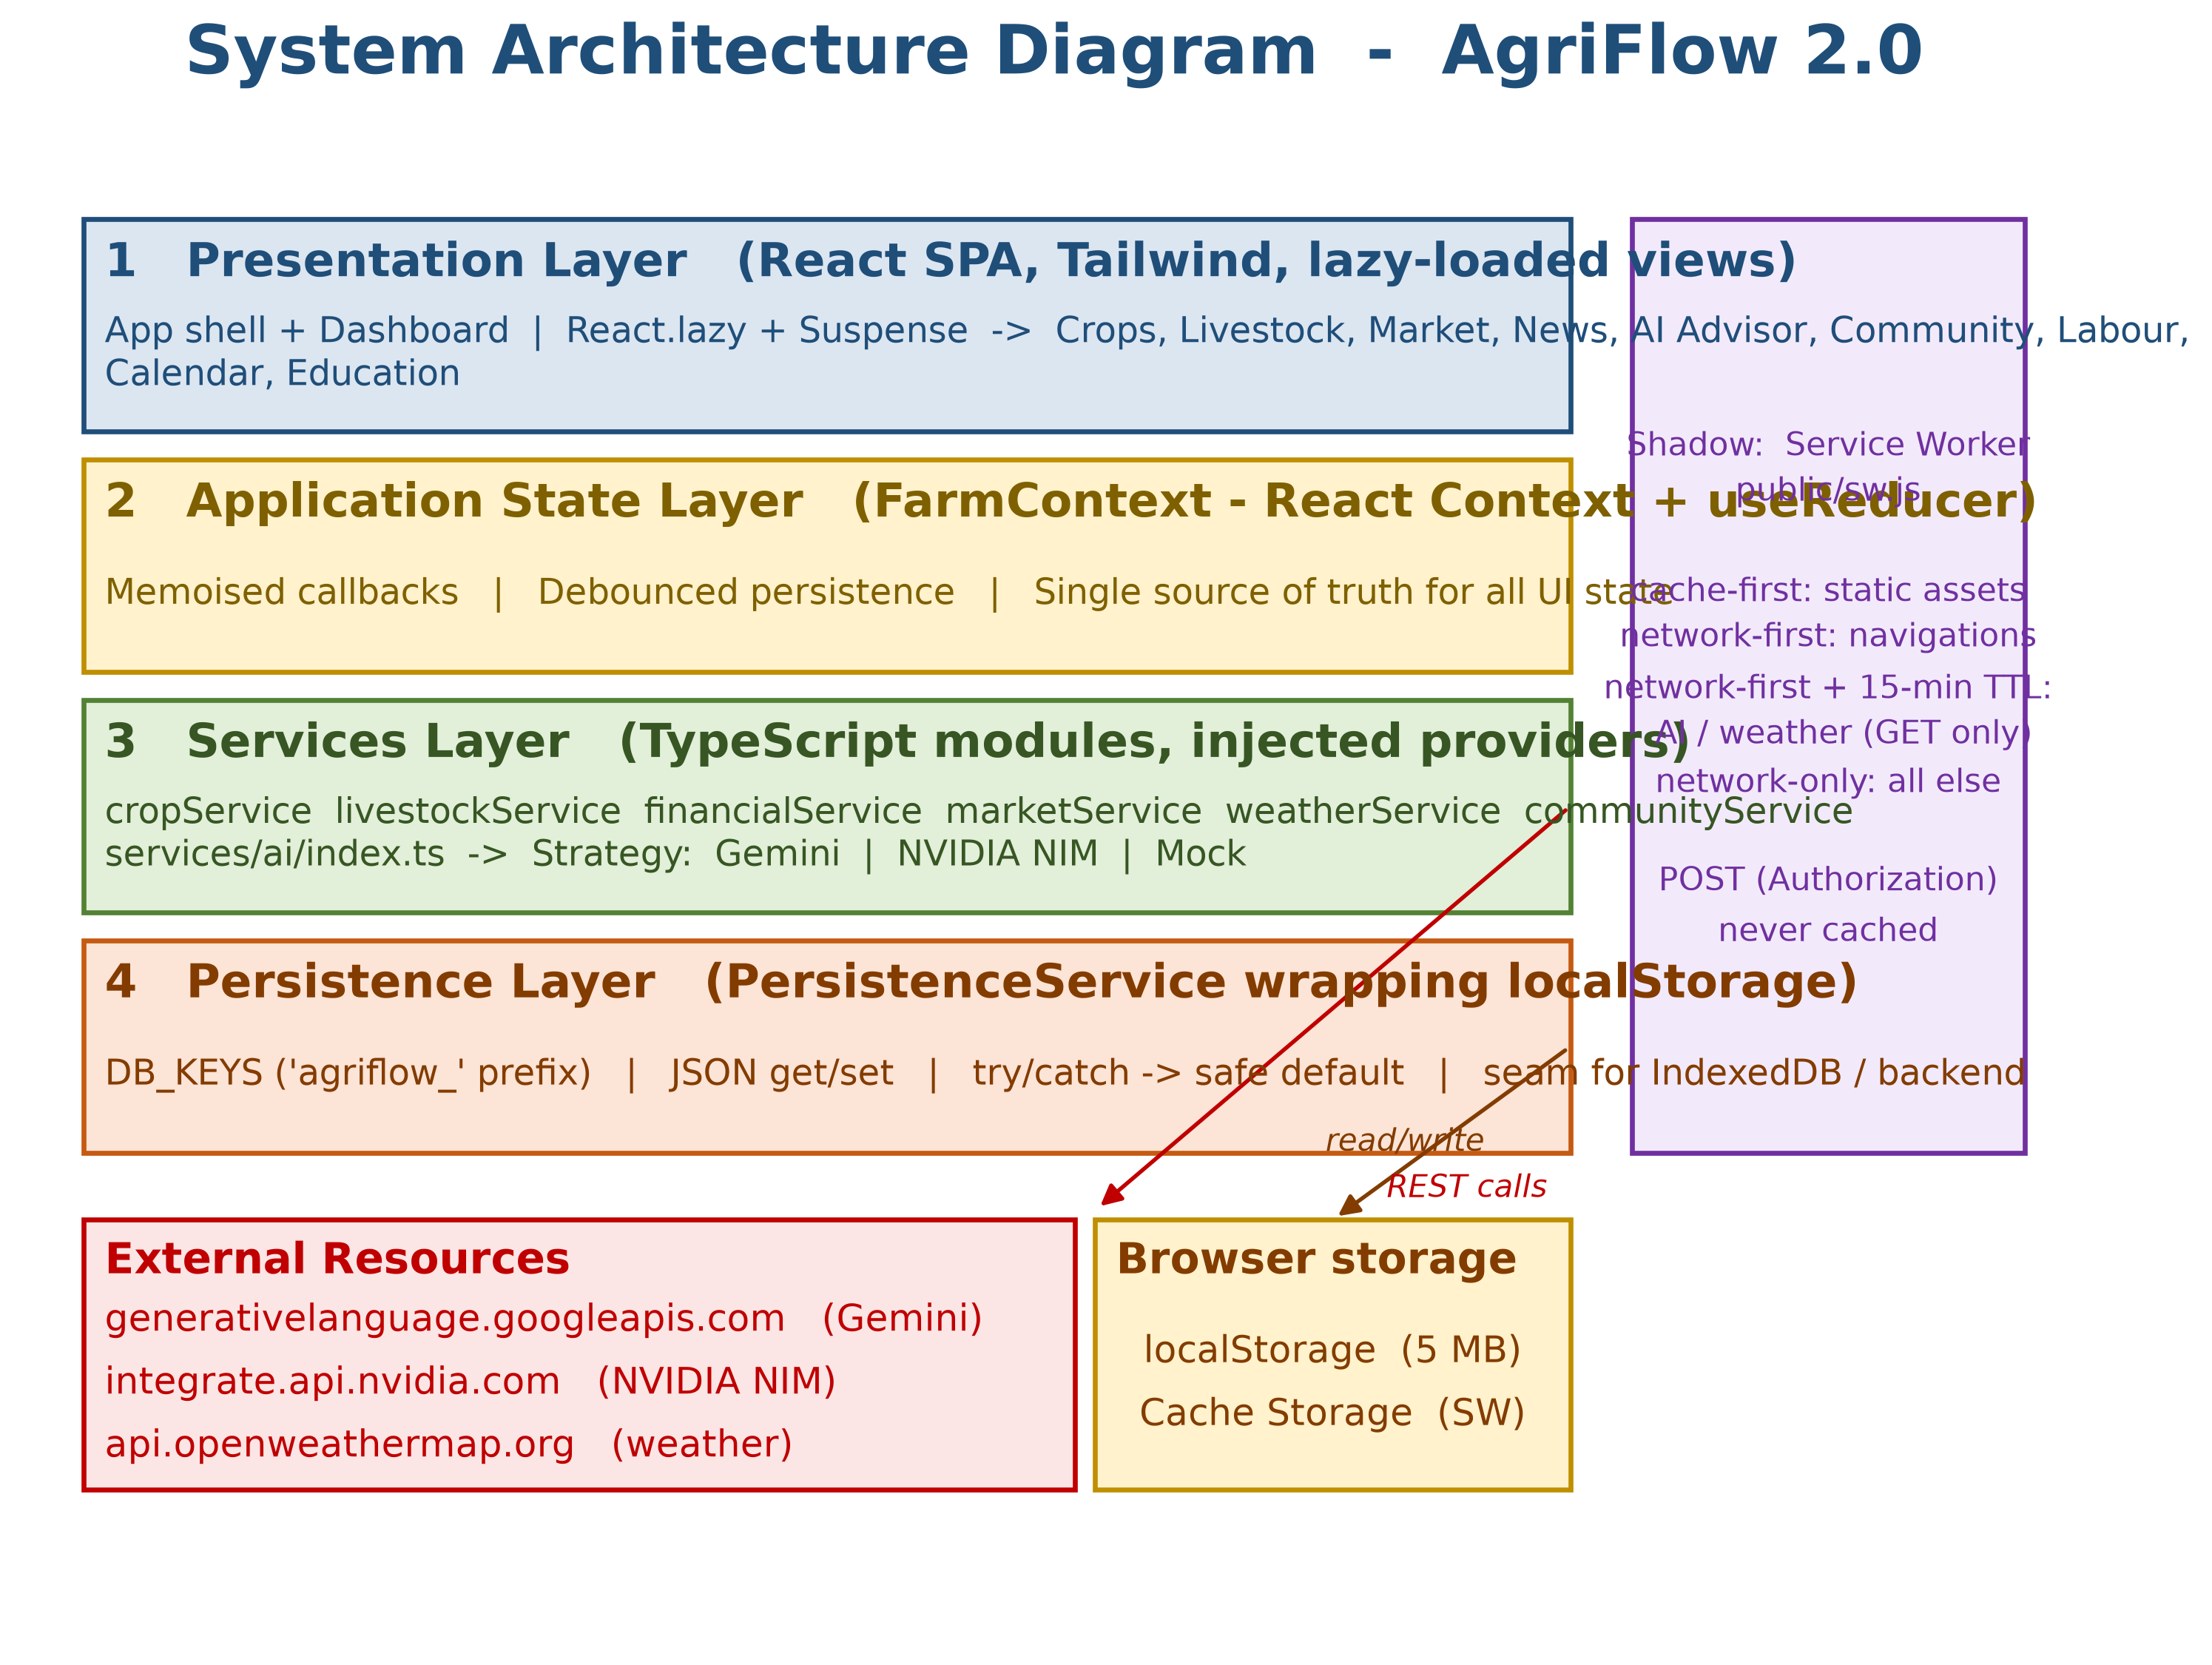 System Architecture Diagram - AgriFlow 2.0
1 Presentation Layer (React SPA, Tailwind, lazy-loaded views)
App shell + Dashboard | React.lazy + Suspense -> Crops, Livestock, Market, News, AI Advisor, Community, Labour,
Calendar, Education
2 Application State Layer (FarmContext - React Context + useReducer)
Memoised callbacks | Debounced persistence | Single source of truth for all UI state
3 Services Layer (TypeScript modules, injected providers)
cropService livestockService financialService marketService weatherService communityService
services/ai/index.ts -> Strategy: Gemini | NVIDIA NIM | Mock
4 Persistence Layer (PersistenceService wrapping localStorage)
DB_KEYS ('agriflow_' prefix) | JSON get/set | try/catch -> safe default | seam for IndexedDB / backend
Shadow: Service Worker
public/sw.js
cache-first: static assets
network-first: navigations
network-first + 15-min TTL:
AI / weather (GET only)
network-only: all else
POST (Authorization)
never cached
read/write
REST calls
External Resources
generativelanguage.googleapis.com (Gemini)
integrate.api.nvidia.com (NVIDIA NIM)
api.openweathermap.org (weather)
Browser storage
localStorage (5 MB)
Cache Storage (SW)